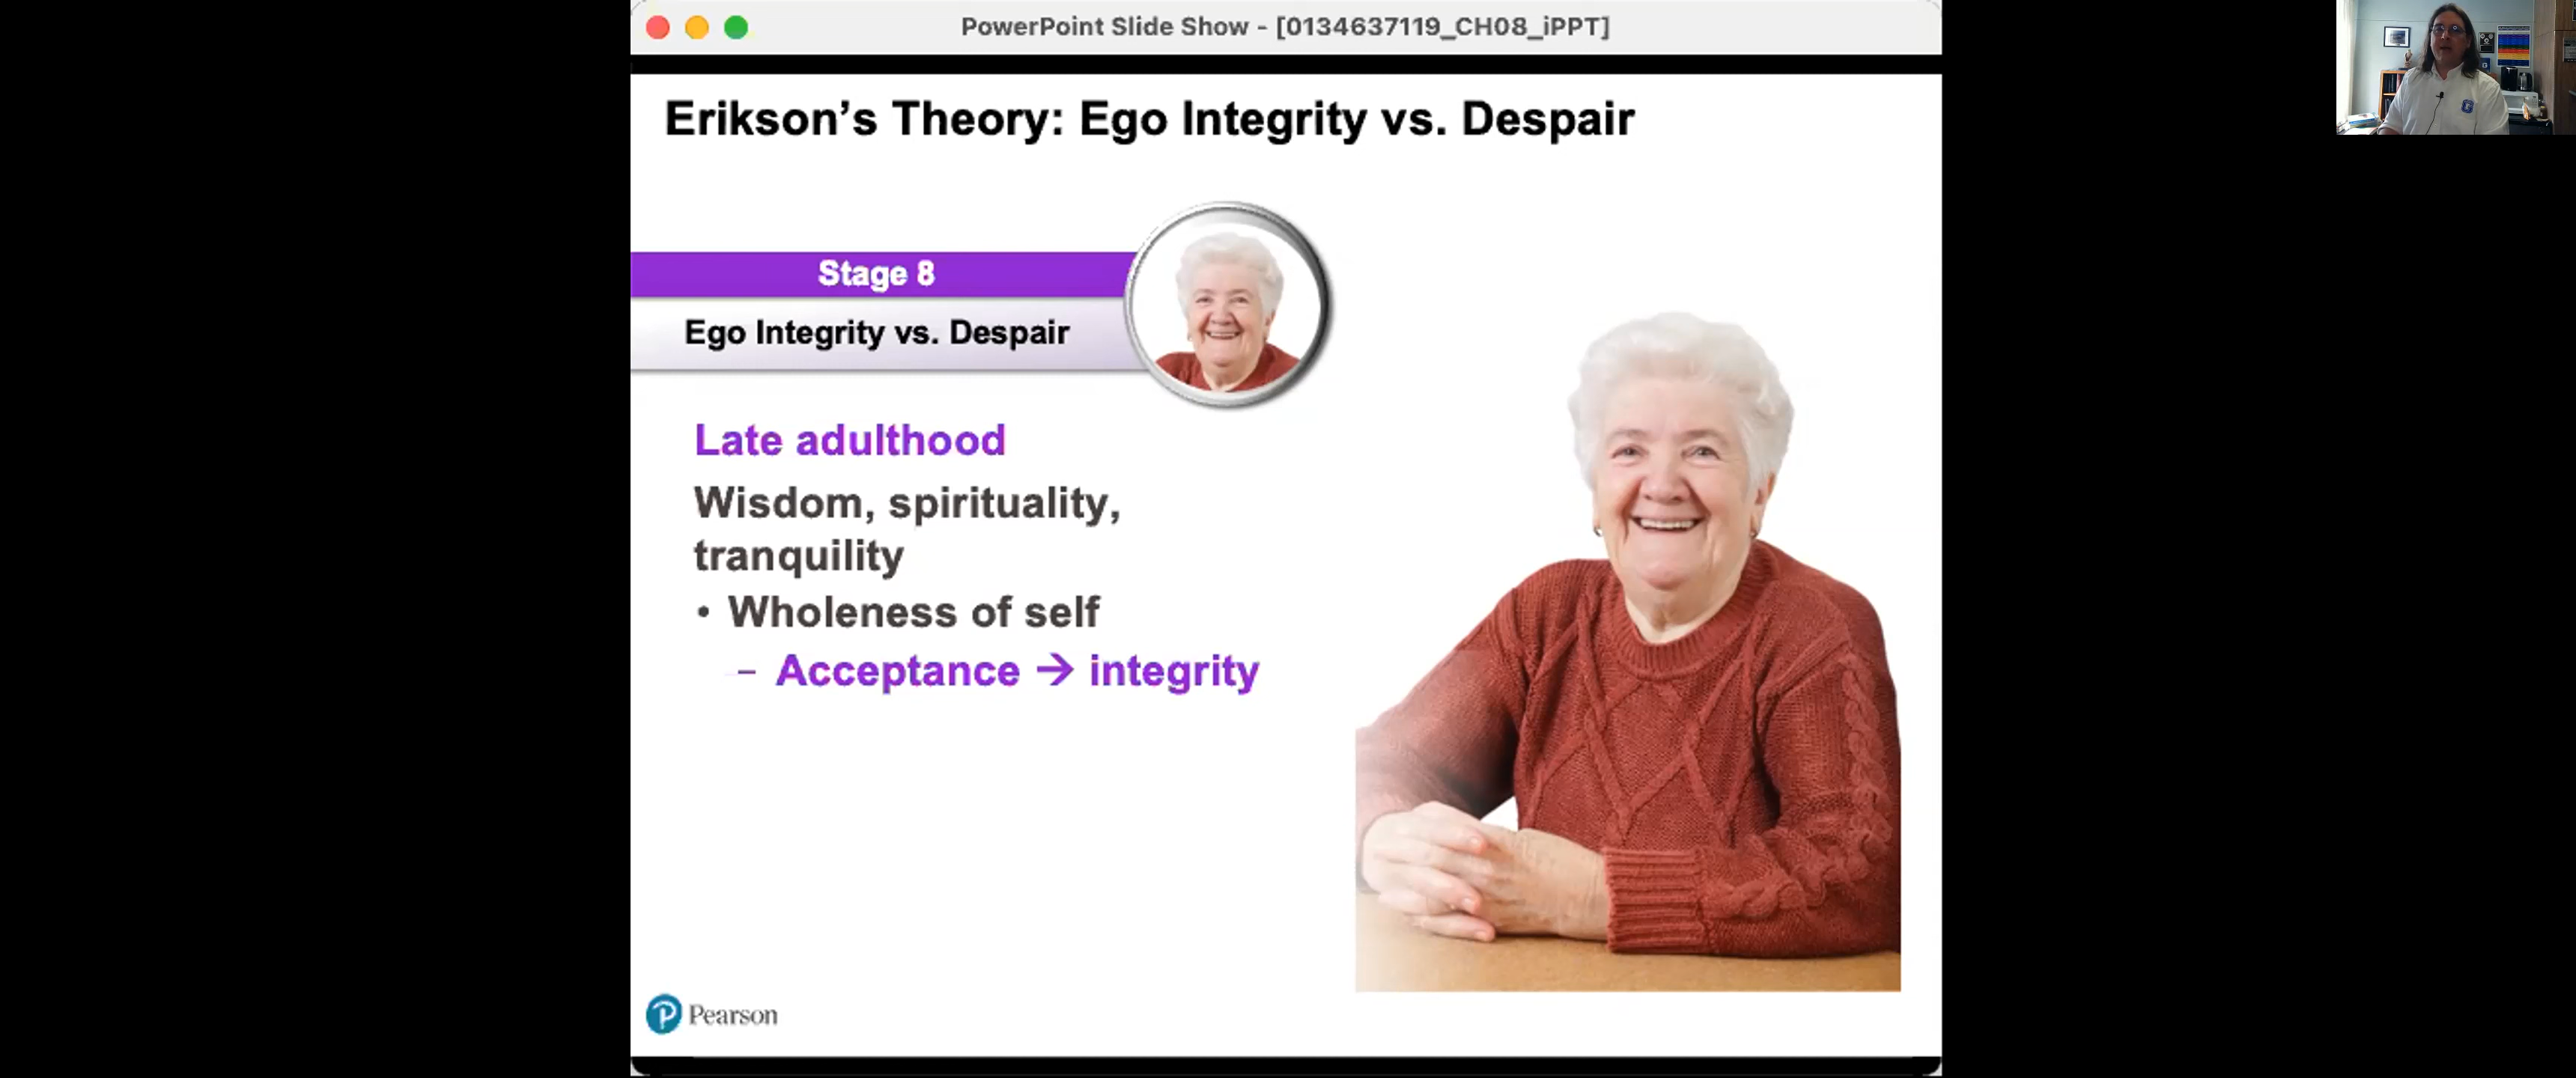 PowerPoint Slide Show - [0134637119_CH08_iPPT]
Erikson’s Theory: Ego Integrity vs. Despair
Stage 8
Ego Integrity vs. Despair
Late adulthood
Wisdom, spirituality,
tranquility
• Wholeness of self
– Acceptance → integrity
Pearson